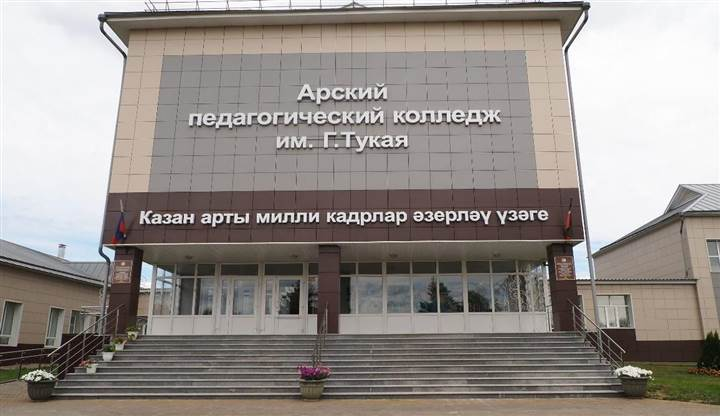 Арский
педагогический колледж
им. Г.Тукая
Казан арты милли кадрлар әзерләү үзәге